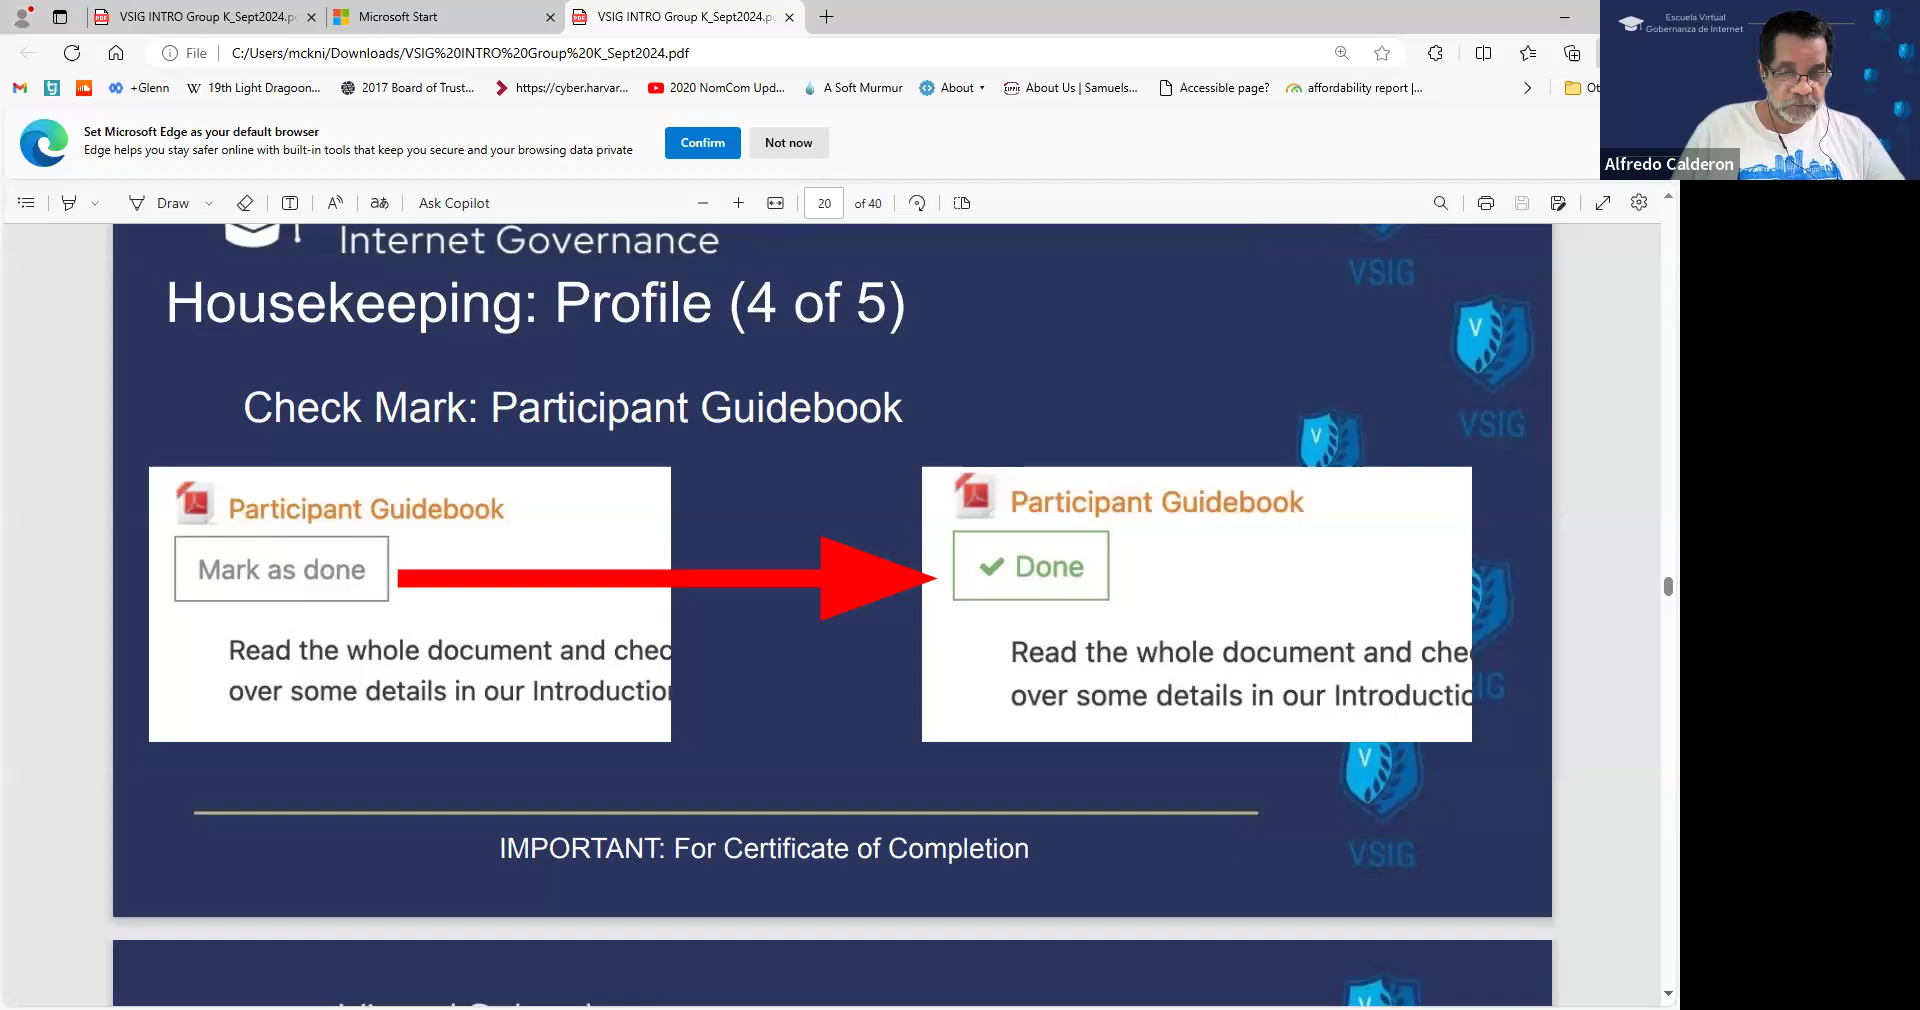 VSIG INTRO Group K_Sept2024.p
Microsoft Start
VSIG INTRO Group K_Sept2024.p
File
C:/Users/mckni/Downloads/VSIG%20INTRO%20Group%20K_Sept2024.pdf
+Glenn
19th Light Dragoon...
2017 Board of Trust...
https://cyber.harvar...
2020 NomCom Upd...
A Soft Murmur
About
About Us | Samuels...
Accessible page?
affordability report |...
Ot
Set Microsoft Edge as your default browser
Edge helps you stay safer online with built-in tools that keep you secure and your browsing data private
Confirm
Not now
Escuela Virtual
Gobernanza de Internet
Alfredo Calderon
Draw
Ask Copilot
20
of 40
Internet Governance
Housekeeping: Profile (4 of 5)
Check Mark: Participant Guidebook
Participant Guidebook
Mark as done
Read the whole document and chec
over some details in our Introduction
Participant Guidebook
✔ Done
Read the whole document and che
over some details in our Introductio
IMPORTANT: For Certificate of Completion
VSIG
V
VSIG
V
IG
V
VSIG